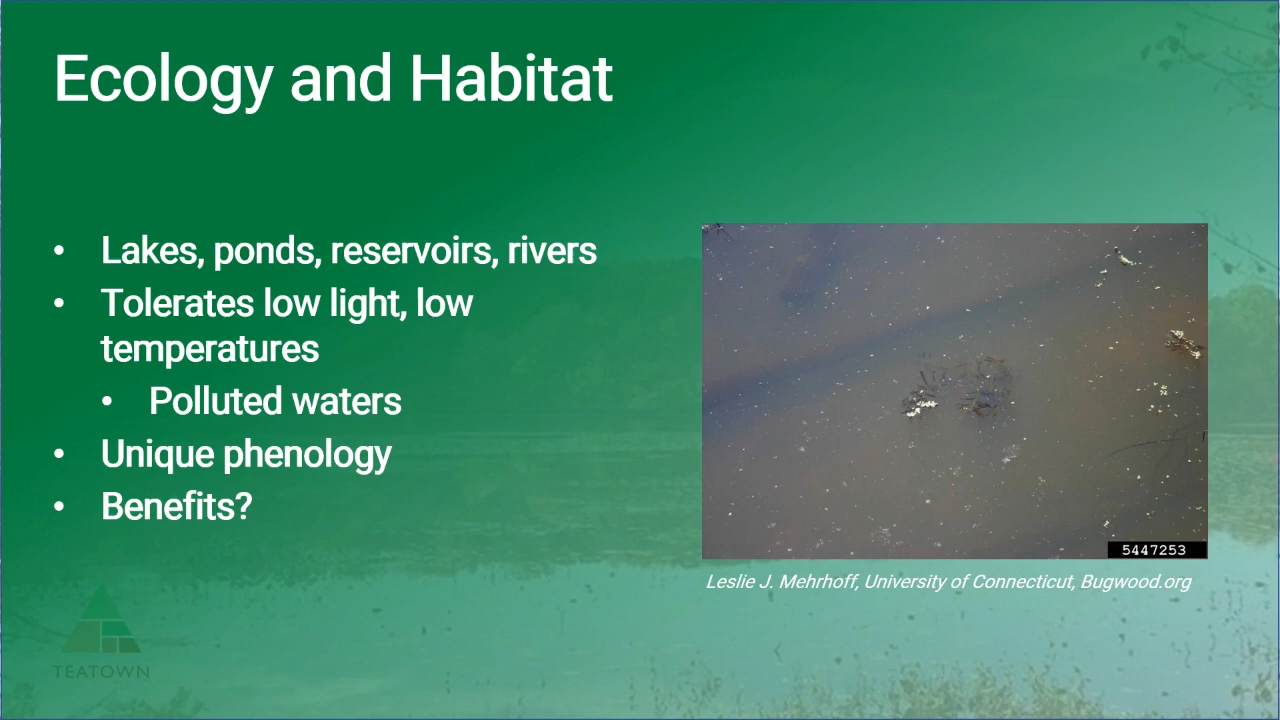 Ecology and Habitat
• Lakes, ponds, reservoirs, rivers
• Tolerates low light, low
temperatures
• Polluted waters
• Unique phenology
• Benefits?
5447253
Leslie J. Mehrhoff, University of Connecticut, Bugwood.org
TEATOWN